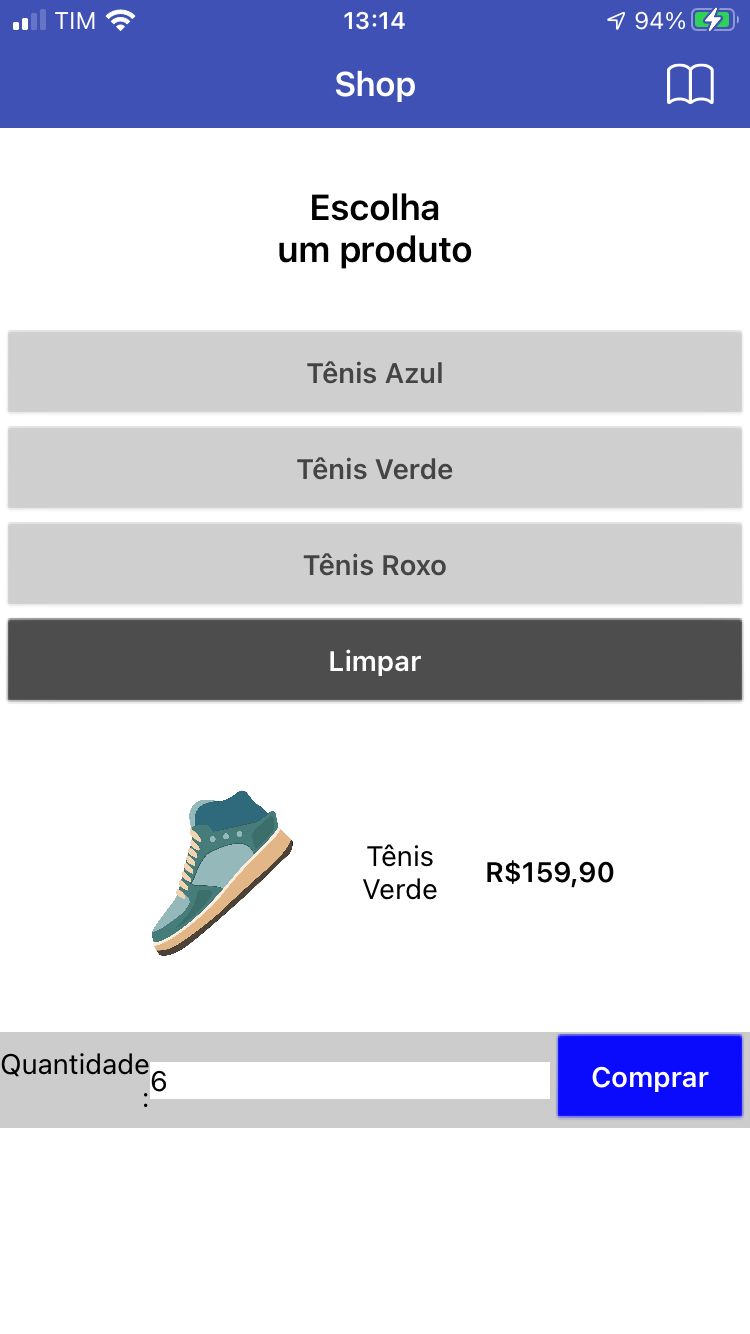 TIM 13:14 94%
Shop
Escolha
um produto
Tênis Azul
Tênis Verde
Tênis Roxo
Limpar
Tênis
Verde
R$159,90
Quantidade
:
6
Comprar